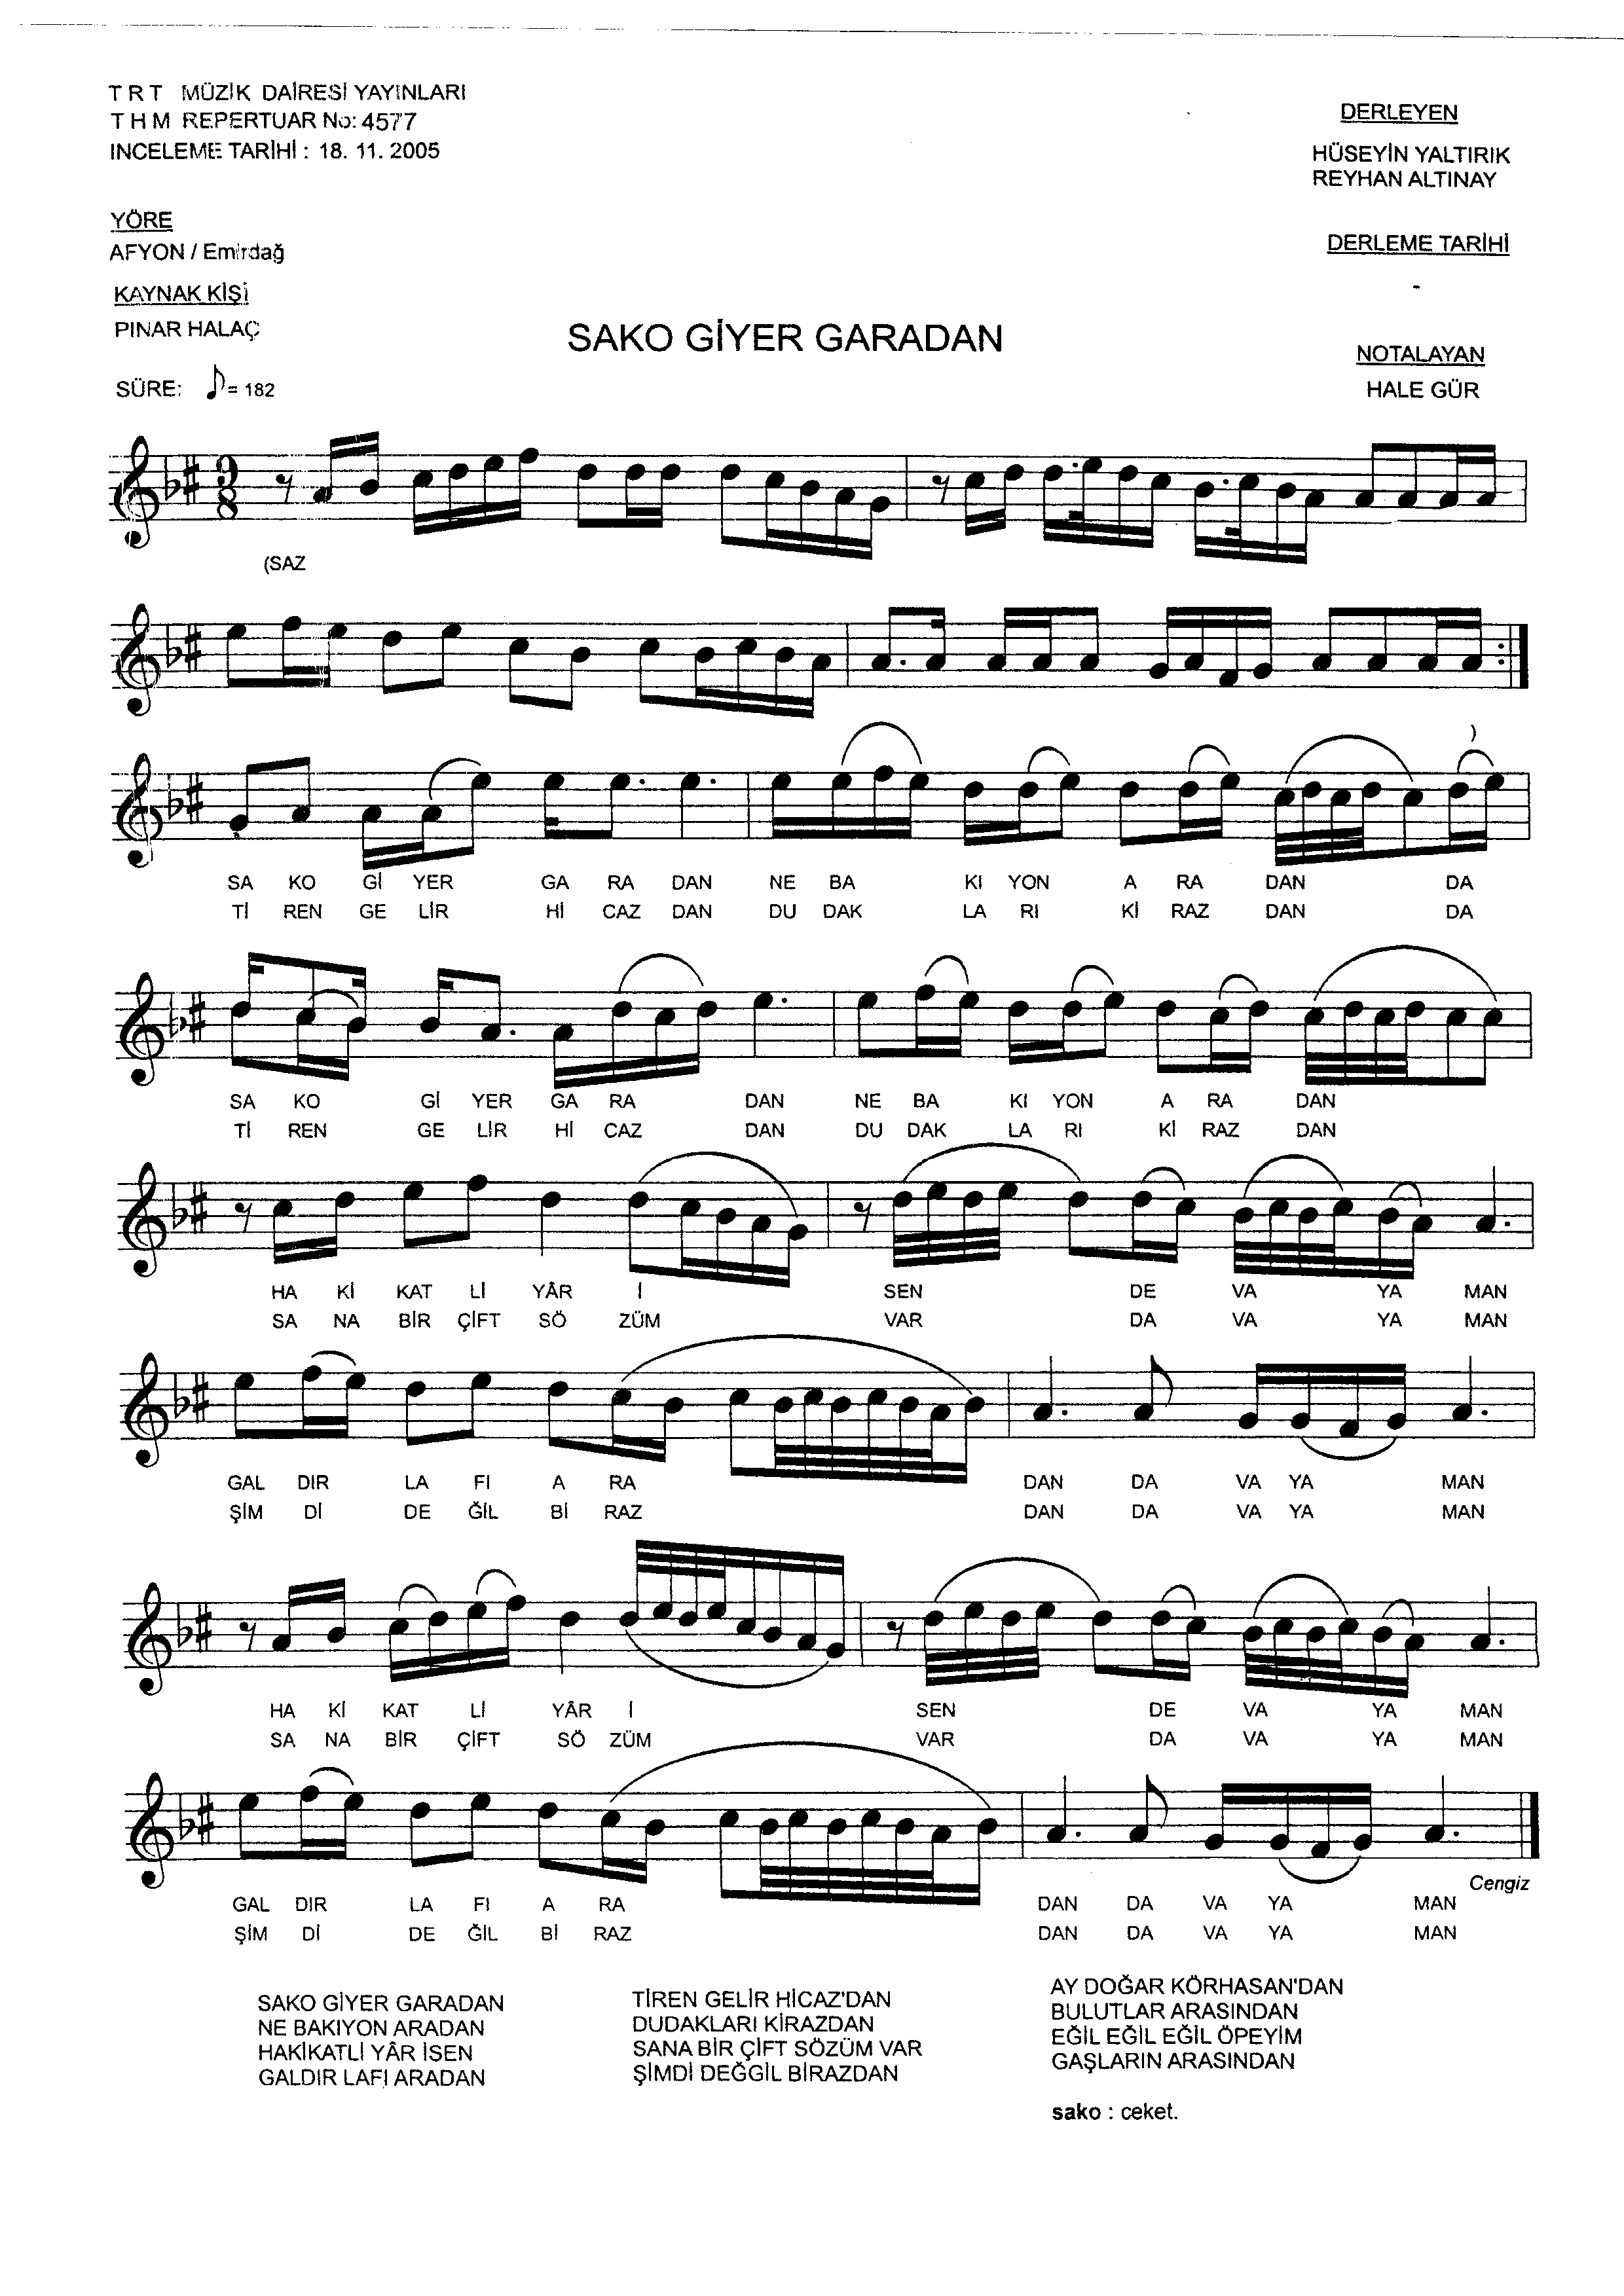 TRT MÜZİK DAİRESİ YAYINLARI
THM REPERTUAR No: 4577
INCELEME TARİHİ : 18. 11. 2005
DERLEYEN
HÜSEYİN YALTIRIK
REYHAN ALTINAY
YÖRE
AFYON / Emirdağ
DERLEME TARİHİ
-
KAYNAK KİŞİ
PINAR HALAÇ
SAKO GİYER GARADAN
NOTALAYAN
HALE GÜR
SÜRE: ♪= 182
9
8
(SAZ
)
SA KO Gİ YER GA RA DAN NE BA KI YON A RA DAN DA
Tİ REN GE LİR Hİ CAZ DAN DU DAK LA RI Kİ RAZ DAN DA
SA KO Gİ YER GA RA DAN NE BA KI YON A RA DAN
Tİ REN GE LİR Hİ CAZ DAN DU DAK LA RI Kİ RAZ DAN
HA Kİ KAT Lİ YÂR İ SEN DE VA YA MAN
SA NA BİR ÇİFT SÖ ZÜM VAR DA VA YA MAN
GAL DIR LA FI A RA DAN DA VA YA MAN
ŞİM Dİ DE ĞİL Bİ RAZ DAN DA VA YA MAN
HA Kİ KAT Lİ YÂR İ SEN DE VA YA MAN
SA NA BİR ÇİFT SÖ ZÜM VAR DA VA YA MAN
Cengiz
GAL DIR LA FI A RA DAN DA VA YA MAN
ŞİM Dİ DE ĞİL Bİ RAZ DAN DA VA YA MAN
SAKO GİYER GARADAN
NE BAKIYON ARADAN
HAKİKATLİ YÂR İSEN
GALDIR LAFI ARADAN
TİREN GELİR HİCAZ'DAN
DUDAKLARI KİRAZDAN
SANA BİR ÇİFT SÖZÜM VAR
ŞİMDİ DEĞGİL BİRAZDAN
AY DOĞAR KÖRHASAN'DAN
BULUTLAR ARASINDAN
EĞİL EĞİL EĞİL ÖPEYİM
GAŞLARIN ARASINDAN
sako : ceket.